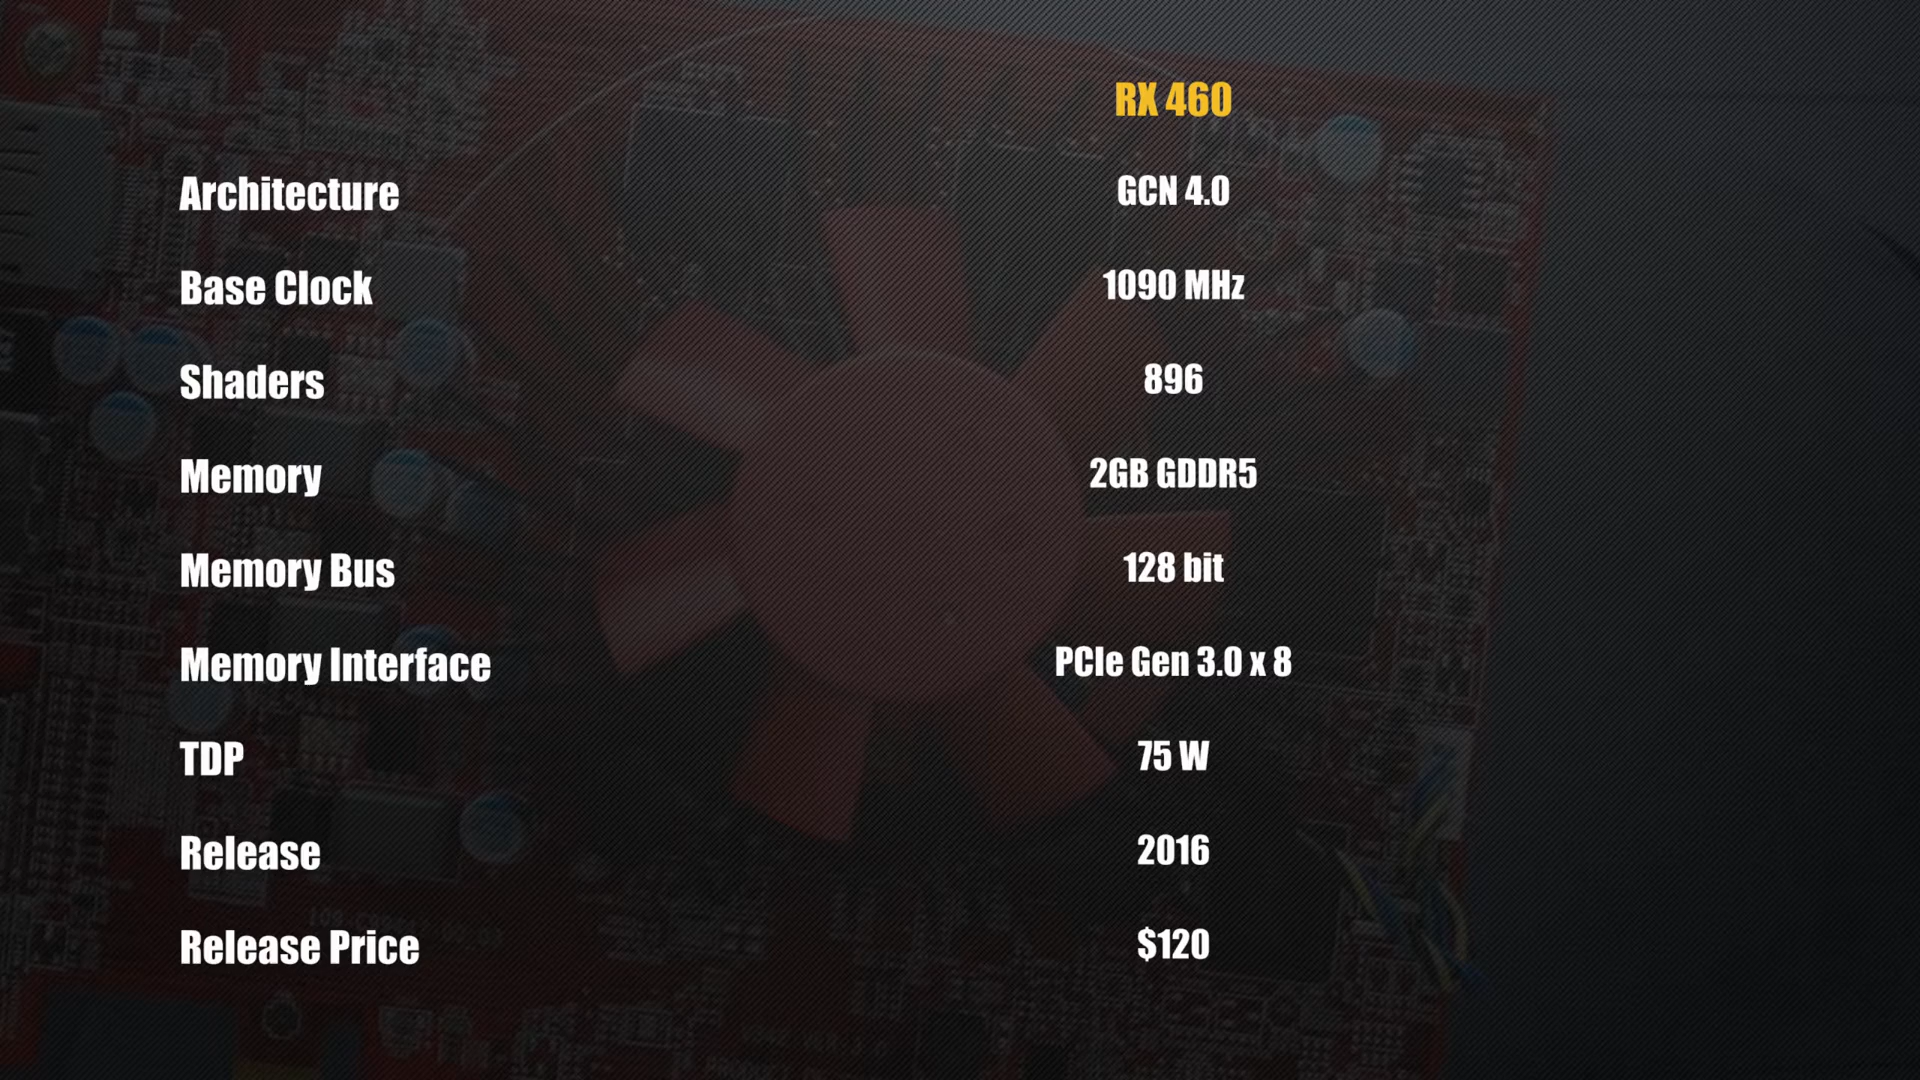 RX 460
Architecture GCN 4.0
Base Clock 1090 MHz
Shaders 896
Memory 2GB GDDR5
Memory Bus 128 bit
Memory Interface PCIe Gen 3.0 x 8
TDP 75 W
Release 2016
Release Price $120